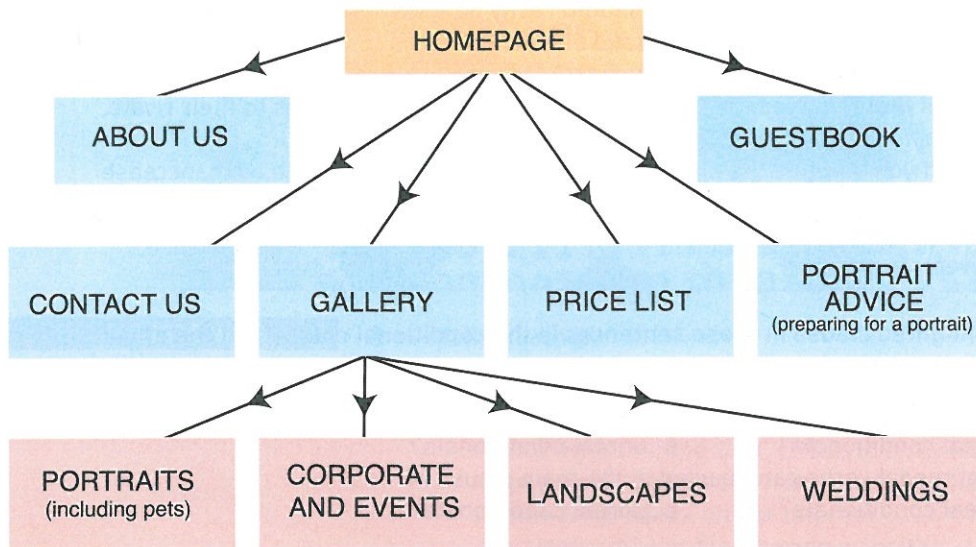 HOMEPAGE
ABOUT US
GUESTBOOK
CONTACT US
GALLERY
PRICE LIST
PORTRAIT
ADVICE
(preparing for a portrait)
PORTRAITS
(including pets)
CORPORATE
AND EVENTS
LANDSCAPES
WEDDINGS